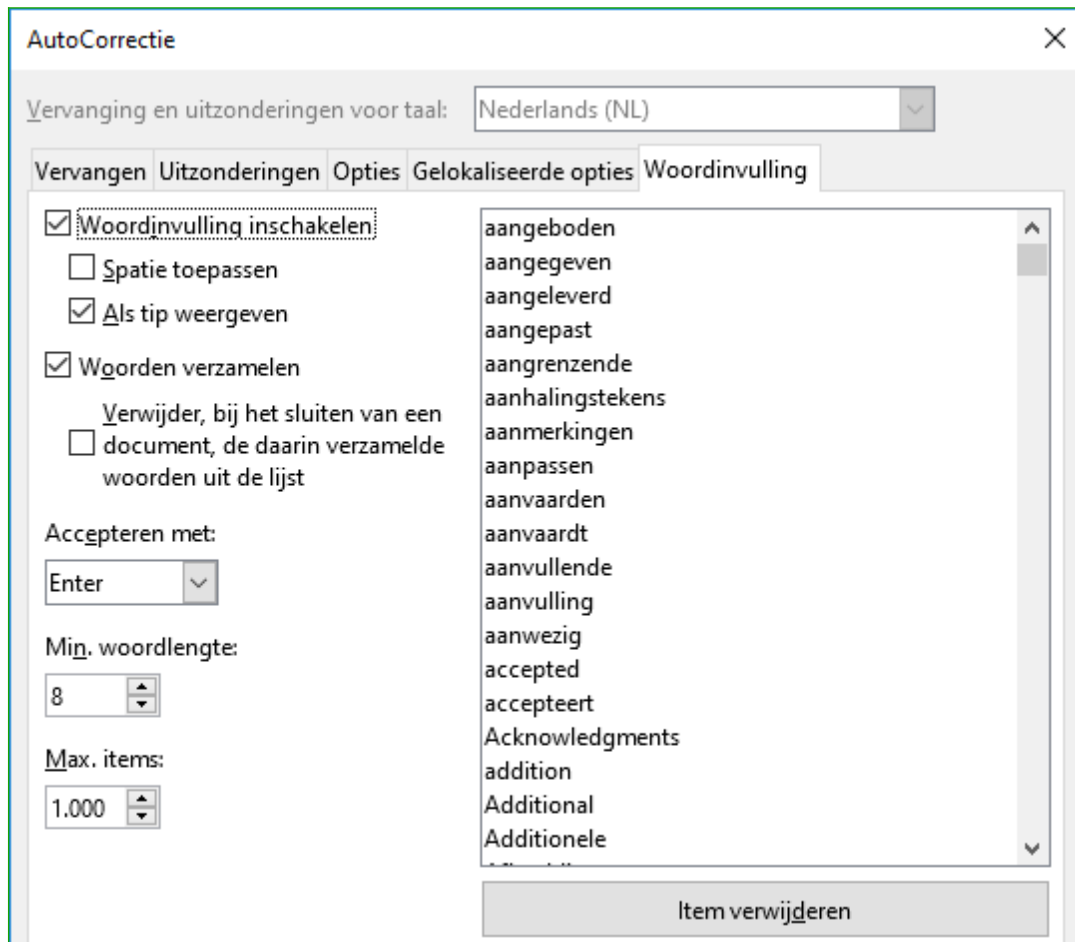 AutoCorrectie
Vervanging en uitzonderingen voor taal: Nederlands (NL)
Vervangen Uitzonderingen Opties Gelokaliseerde opties Woordinvulling
Woordinvulling inschakelen
Spatie toepassen
Als tip weergeven
Woorden verzamelen
Verwijder, bij het sluiten van een
document, de daarin verzamelde
woorden uit de lijst
Accepteren met:
Enter
Min. woordlengte:
8
Max. items:
1.000
aangeboden
aangegeven
aangeleverd
aangepast
aangrenzende
aanhalingstekens
aanmerkingen
aanpassen
aanvaarden
aanvaardt
aanvullende
aanvulling
aanwezig
accepted
accepteert
Acknowledgments
addition
Additional
Additionele
Item verwijderen